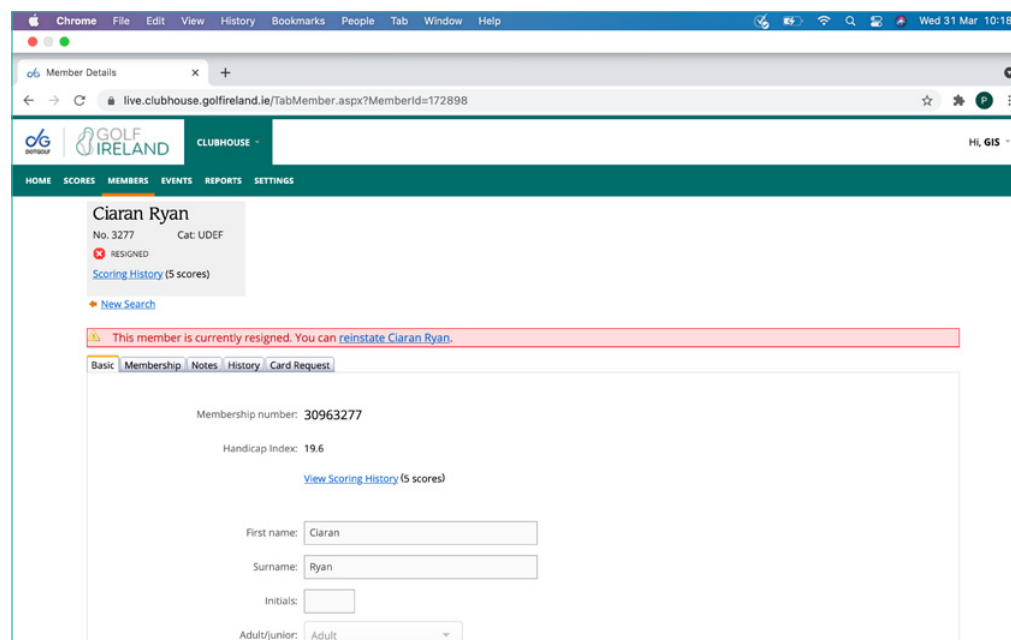 Chrome File Edit View History Bookmarks People Tab Window Help Wed 31 Mar 10:18
Member Details
live.clubhouse.golfireland.ie/TabMember.aspx?MemberId=172898 P
dG DOTGOLF GOLF IRELAND CLUBHOUSE Hi, GIS
HOME SCORES MEMBERS EVENTS REPORTS SETTINGS
Ciaran Ryan
No. 3277 Cat: UDEF
RESIGNED
Scoring History (5 scores)
New Search
This member is currently resigned. You can reinstate Ciaran Ryan.
Basic Membership Notes History Card Request
Membership number: 30963277
Handicap Index: 19.6
View Scoring History (5 scores)
First name: Ciaran
Surname: Ryan
Initials:
Adult/junior: Adult